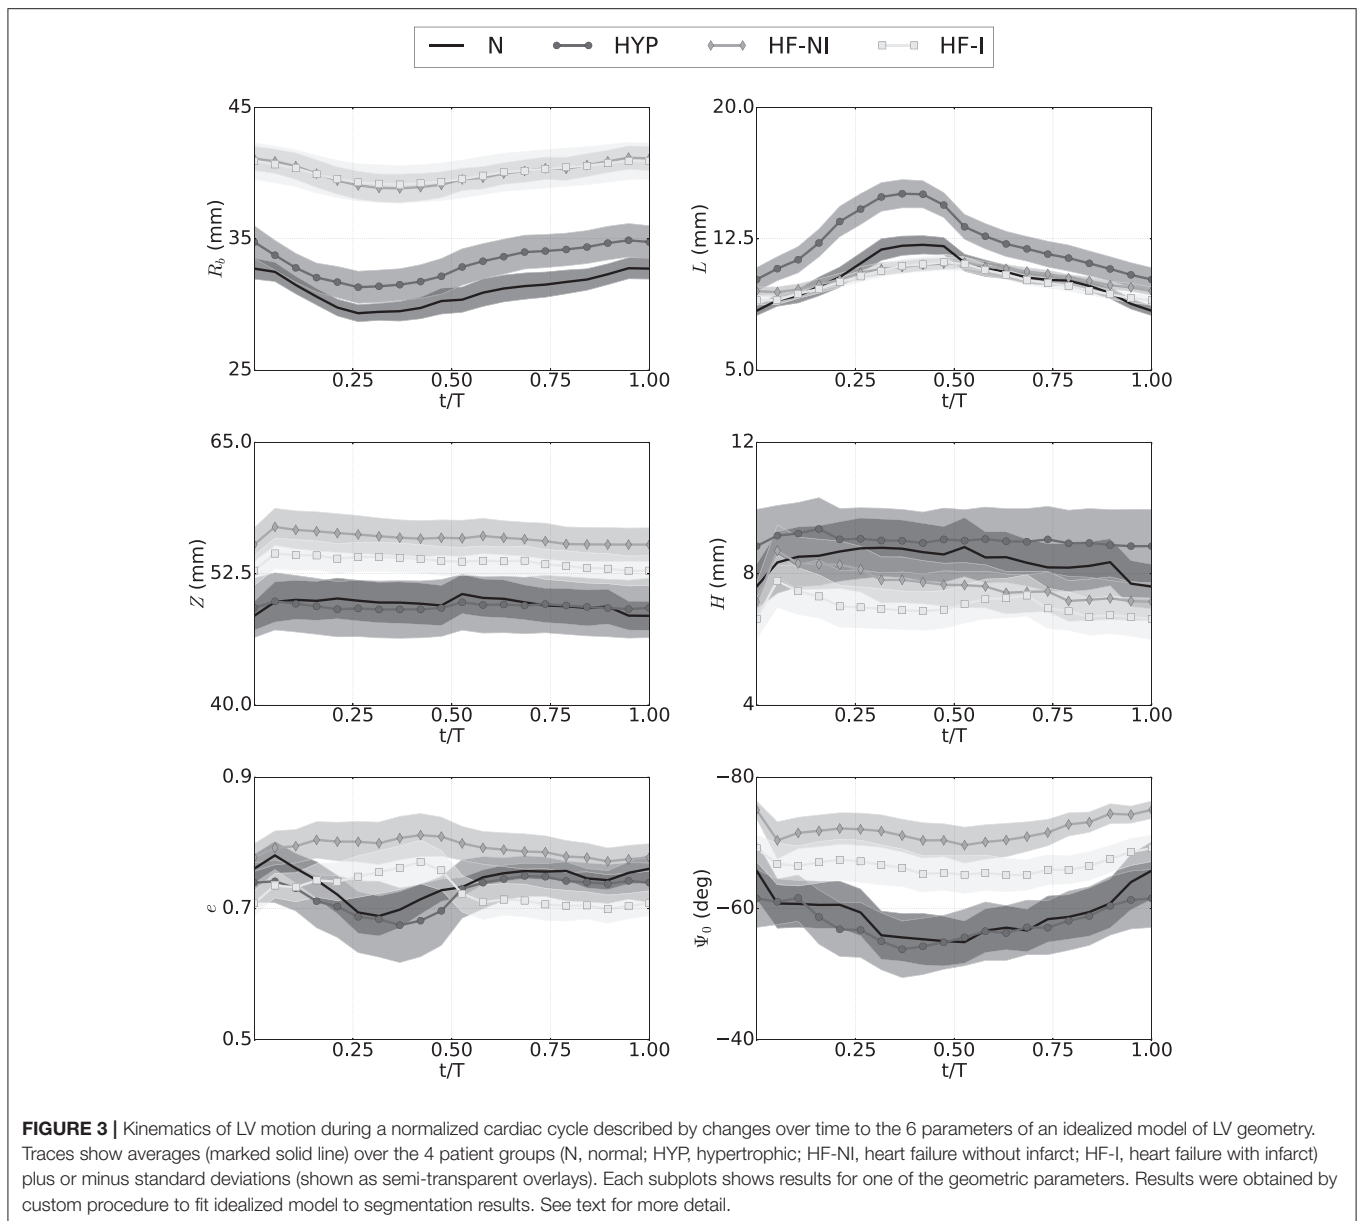 N HYP HF-NI HF-I
45
35
25
R_b (mm)
0.25 0.50 0.75 1.00
t/T
20.0
12.5
5.0
L (mm)
0.25 0.50 0.75 1.00
t/T
65.0
52.5
40.0
Z (mm)
0.25 0.50 0.75 1.00
t/T
12
8
4
H (mm)
0.25 0.50 0.75 1.00
t/T
0.9
0.7
0.5
e
0.25 0.50 0.75 1.00
t/T
−80
−60
−40
Ψ_0 (deg)
0.25 0.50 0.75 1.00
t/T
FIGURE 3 | Kinematics of LV motion during a normalized cardiac cycle described by changes over time to the 6 parameters of an idealized model of LV geometry.
Traces show averages (marked solid line) over the 4 patient groups (N, normal; HYP, hypertrophic; HF-NI, heart failure without infarct; HF-I, heart failure with infarct)
plus or minus standard deviations (shown as semi-transparent overlays). Each subplots shows results for one of the geometric parameters. Results were obtained by
custom procedure to fit idealized model to segmentation results. See text for more detail.